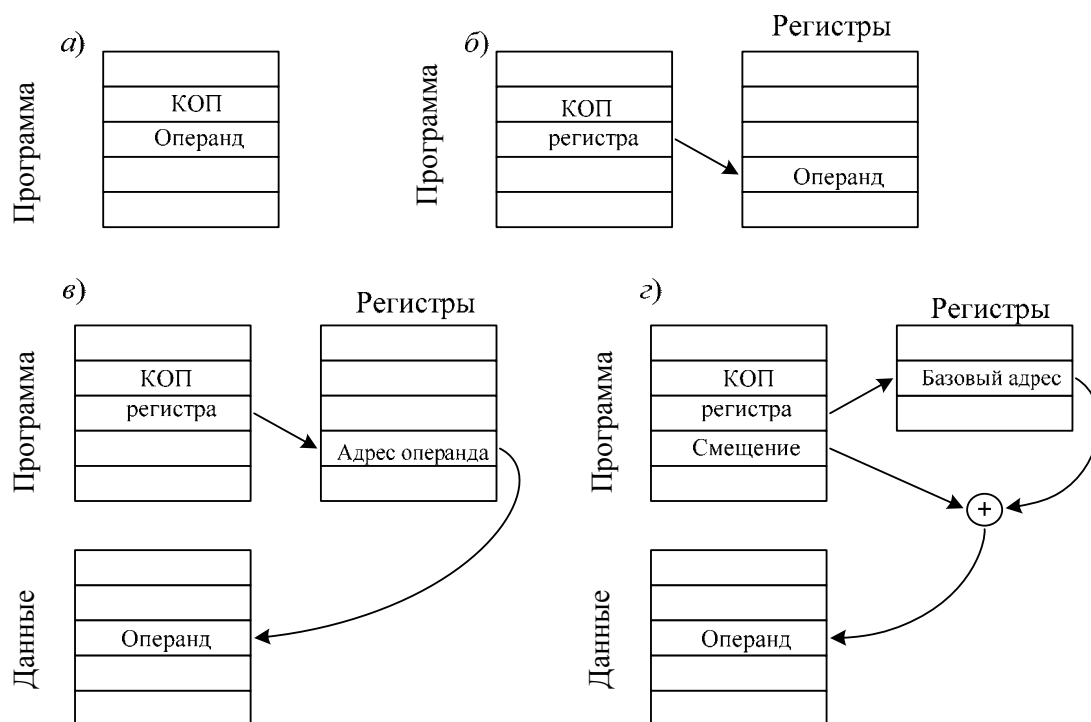 а)
Программа
КОП
Операнд
б)
Программа
КОП
регистра
Регистры
Операнд
в)
Программа
КОП
регистра
Регистры
Адрес операнда
Данные
Операнд
г)
Программа
КОП
регистра
Смещение
Регистры
Базовый адрес
+
Данные
Операнд